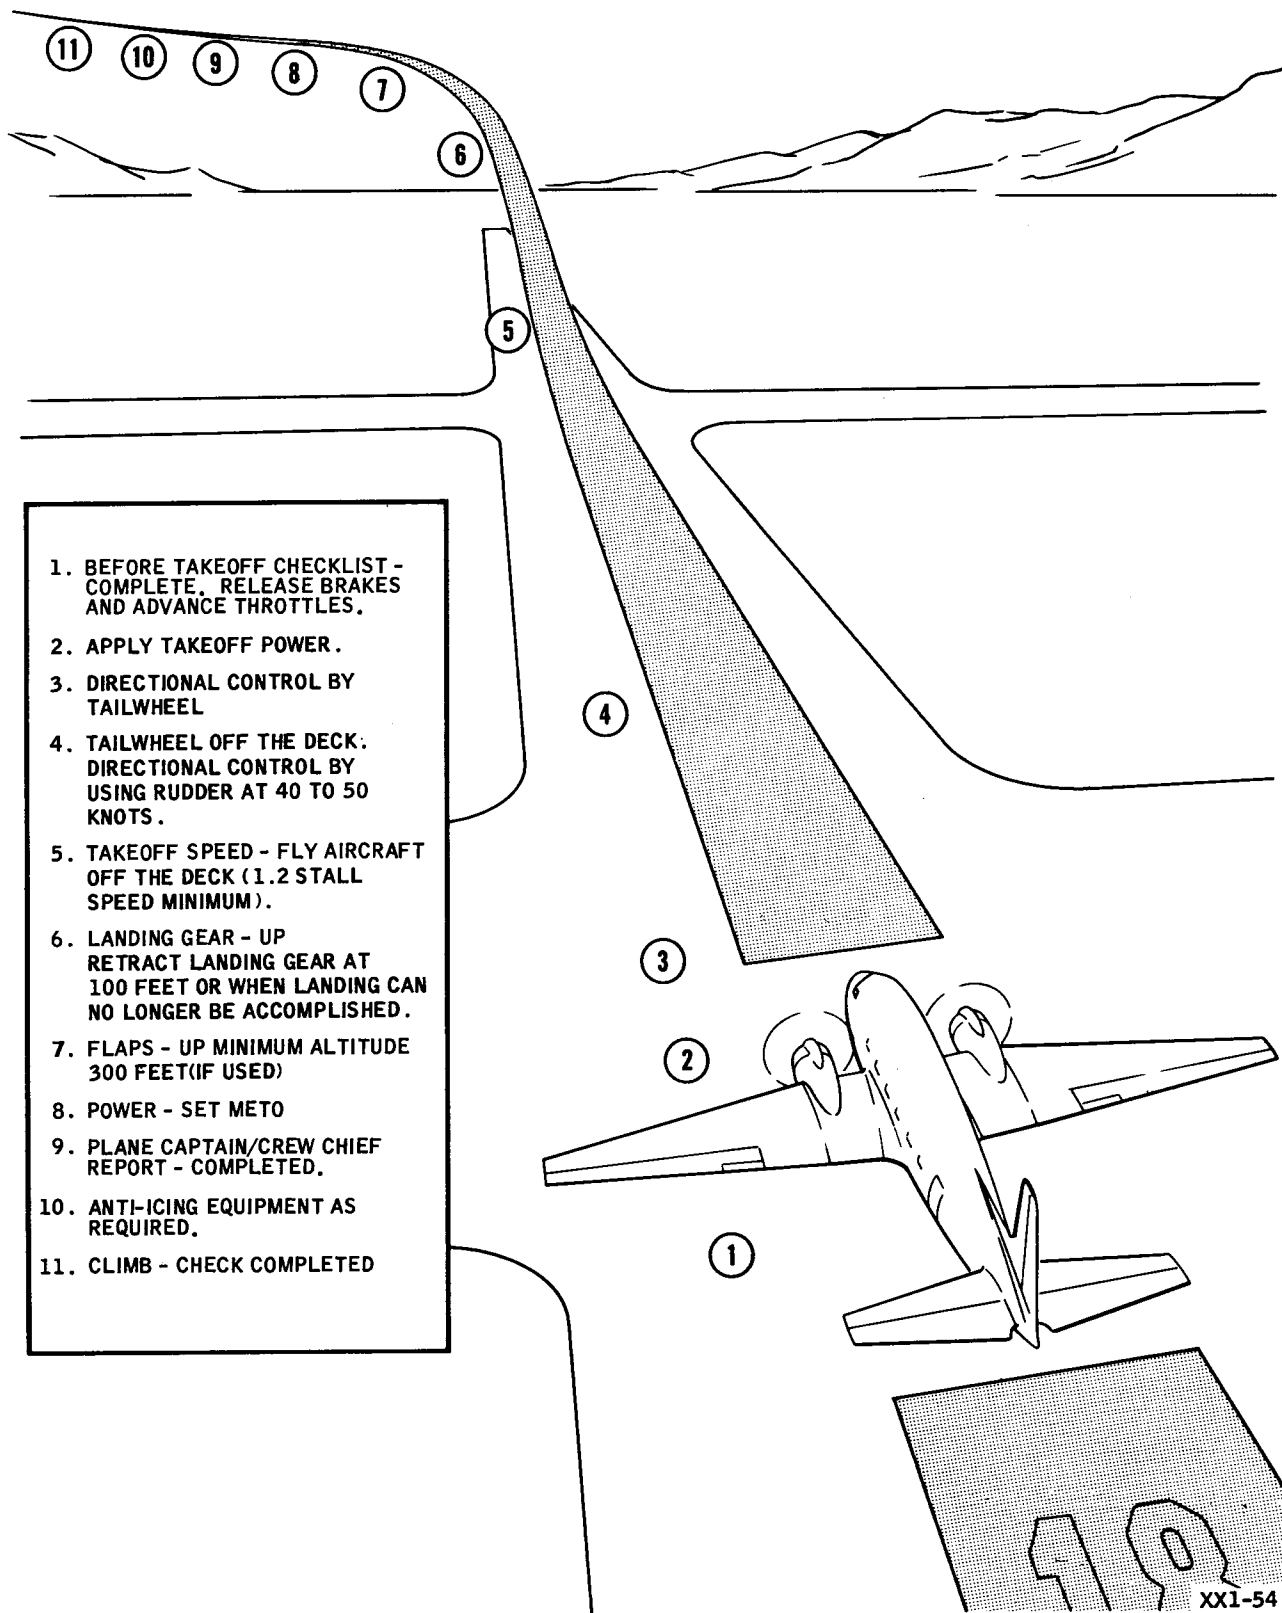 11
10
9
8
7
6
5
1. BEFORE TAKEOFF CHECKLIST -
COMPLETE. RELEASE BRAKES
AND ADVANCE THROTTLES.
2. APPLY TAKEOFF POWER.
3. DIRECTIONAL CONTROL BY
TAILWHEEL
4. TAILWHEEL OFF THE DECK.
DIRECTIONAL CONTROL BY
USING RUDDER AT 40 TO 50
KNOTS.
5. TAKEOFF SPEED - FLY AIRCRAFT
OFF THE DECK (1.2 STALL
SPEED MINIMUM).
6. LANDING GEAR - UP
RETRACT LANDING GEAR AT
100 FEET OR WHEN LANDING CAN
NO LONGER BE ACCOMPLISHED.
7. FLAPS - UP MINIMUM ALTITUDE
300 FEET(IF USED)
8. POWER - SET METO
9. PLANE CAPTAIN/CREW CHIEF
REPORT - COMPLETED.
10. ANTI-ICING EQUIPMENT AS
REQUIRED.
11. CLIMB - CHECK COMPLETED
4
3
2
1
18
XX1-54